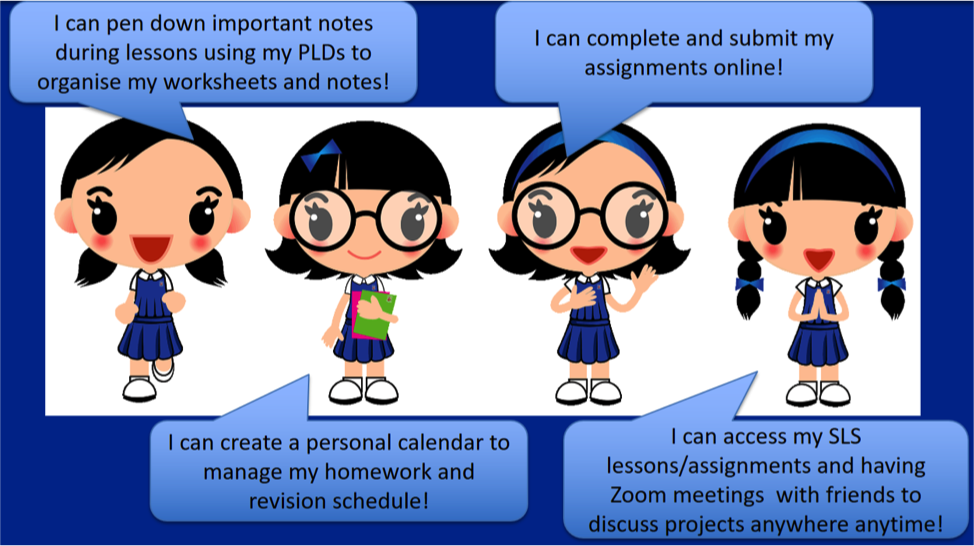 I can pen down important notes
during lessons using my PLDs to
organise my worksheets and notes!
I can complete and submit my
assignments online!
I can create a personal calendar to
manage my homework and
revision schedule!
I can access my SLS
lessons/assignments and having
Zoom meetings with friends to
discuss projects anywhere anytime!